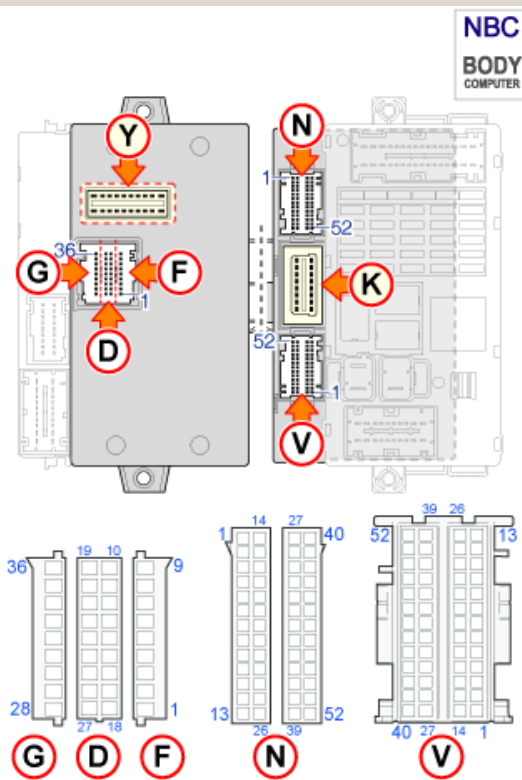 NBC
BODY
COMPUTER
Y
N
1
52
36
G
F
1
D
K
52
1
V
39 26
52 13
14 27
1 40
19 10
36 9
28 1
27 18
13 52
26 39
40 27 14 1
G D F N V